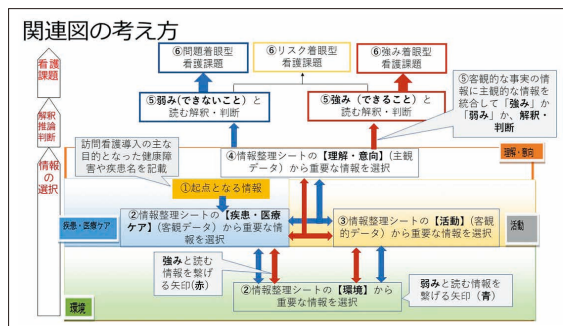 関連図の考え方
看護
課題
解釈
推論
判断
情報の
選択
⑥問題着眼型
看護課題
⑥リスク着眼型
看護課題
⑥強み着眼型
看護課題
⑤弱み(できないこと)と
読む解釈・判断
⑤強み(できること)と
読む解釈・判断
⑤客観的な事実の情
報に主観的な情報を
統合して「強み」か
「弱み」か、解釈・
判断
訪問看護導入の主な
目的となった健康障
害や疾患名を記載
④情報整理シートの【理解・意向】(主観
データ)から重要な情報を選択
理解・意向
①起点となる情報
疾患・医療ケア
②情報整理シートの【疾患・医療
ケア】(客観データ)から重要な情
報を選択
③情報整理シートの【活動】(客観
的データ)から重要な情報を選択
活動
強みと読む
情報を繋げ
る矢印(赤)
②情報整理シートの【環境】から
重要な情報を選択
弱みと読む情報を
繋げる矢印(青)
環境